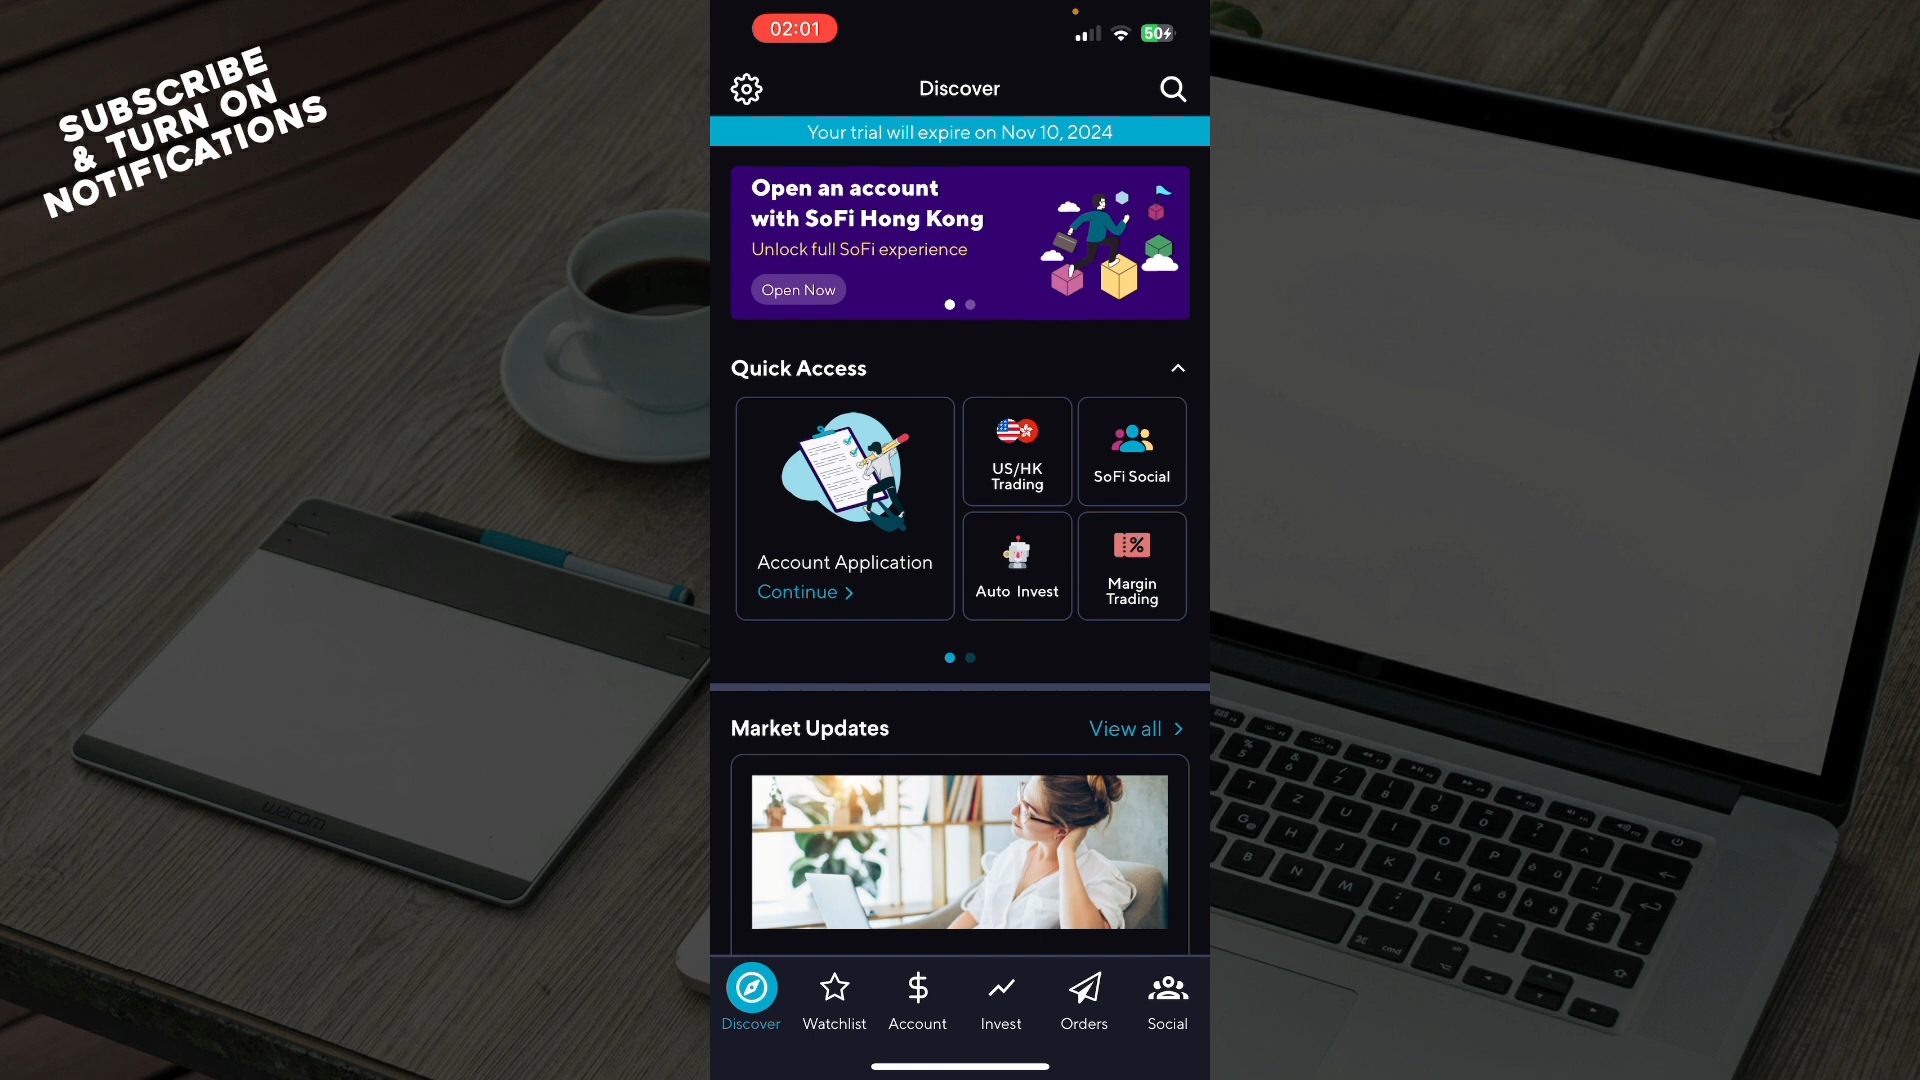 SUBSCRIBE
& TURN ON
NOTIFICATIONS
02:01
50
Discover
Your trial will expire on Nov 10, 2024
Open an account
with SoFi Hong Kong
Unlock full SoFi experience
Open Now
Quick Access
Account Application
Continue
US/HK
Trading
SoFi Social
Auto Invest
%
Margin
Trading
Market Updates
View all
Discover
Watchlist
$
Account
Invest
Orders
Social
wacom